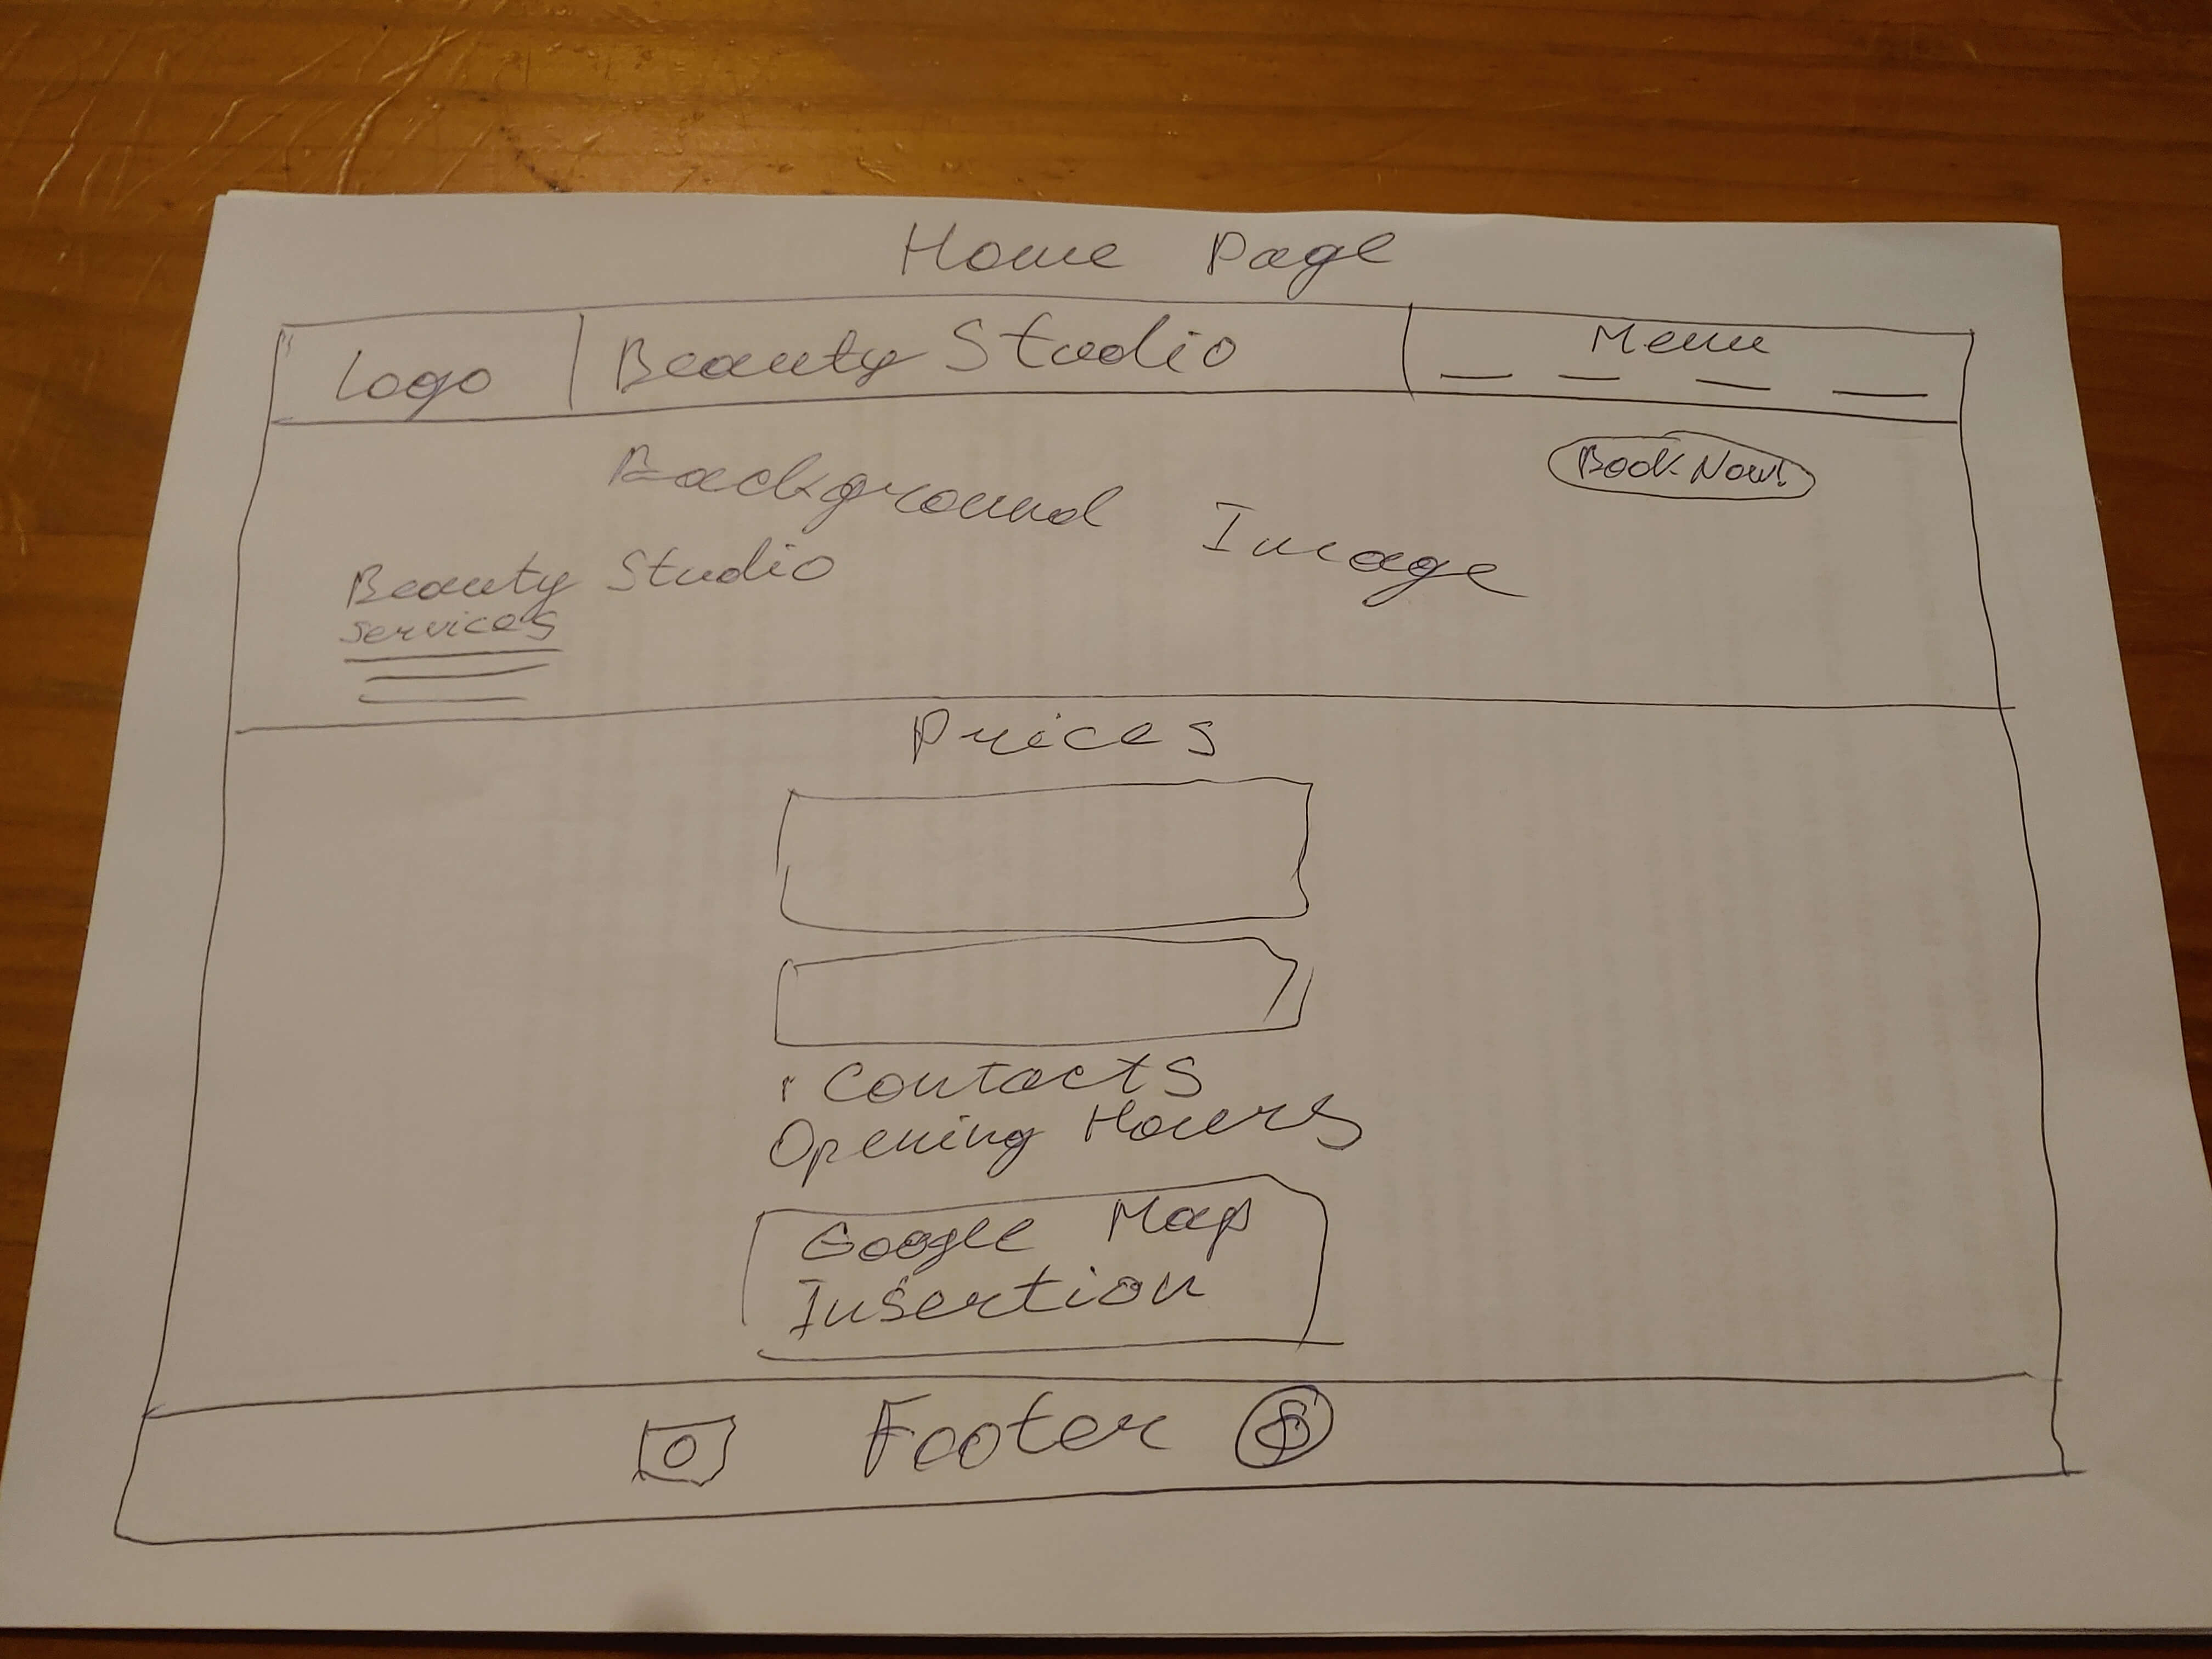 Home Page
Logo
Beauty Studio
Menu
Book Now!
Background Image
Beauty Studio
Services
Prices
Contacts
Opening Hours
Google Map
Insertion
Footer